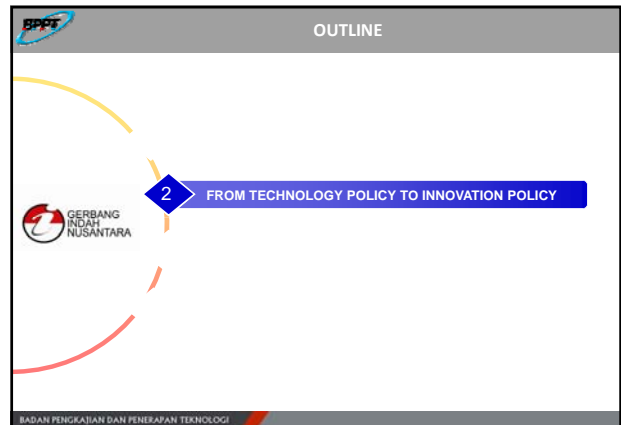 BPPT
OUTLINE
2
FROM TECHNOLOGY POLICY TO INNOVATION POLICY
GERBANG
INDAH
NUSANTARA
BADAN PENGKAJIAN DAN PENERAPAN TEKNOLOGI